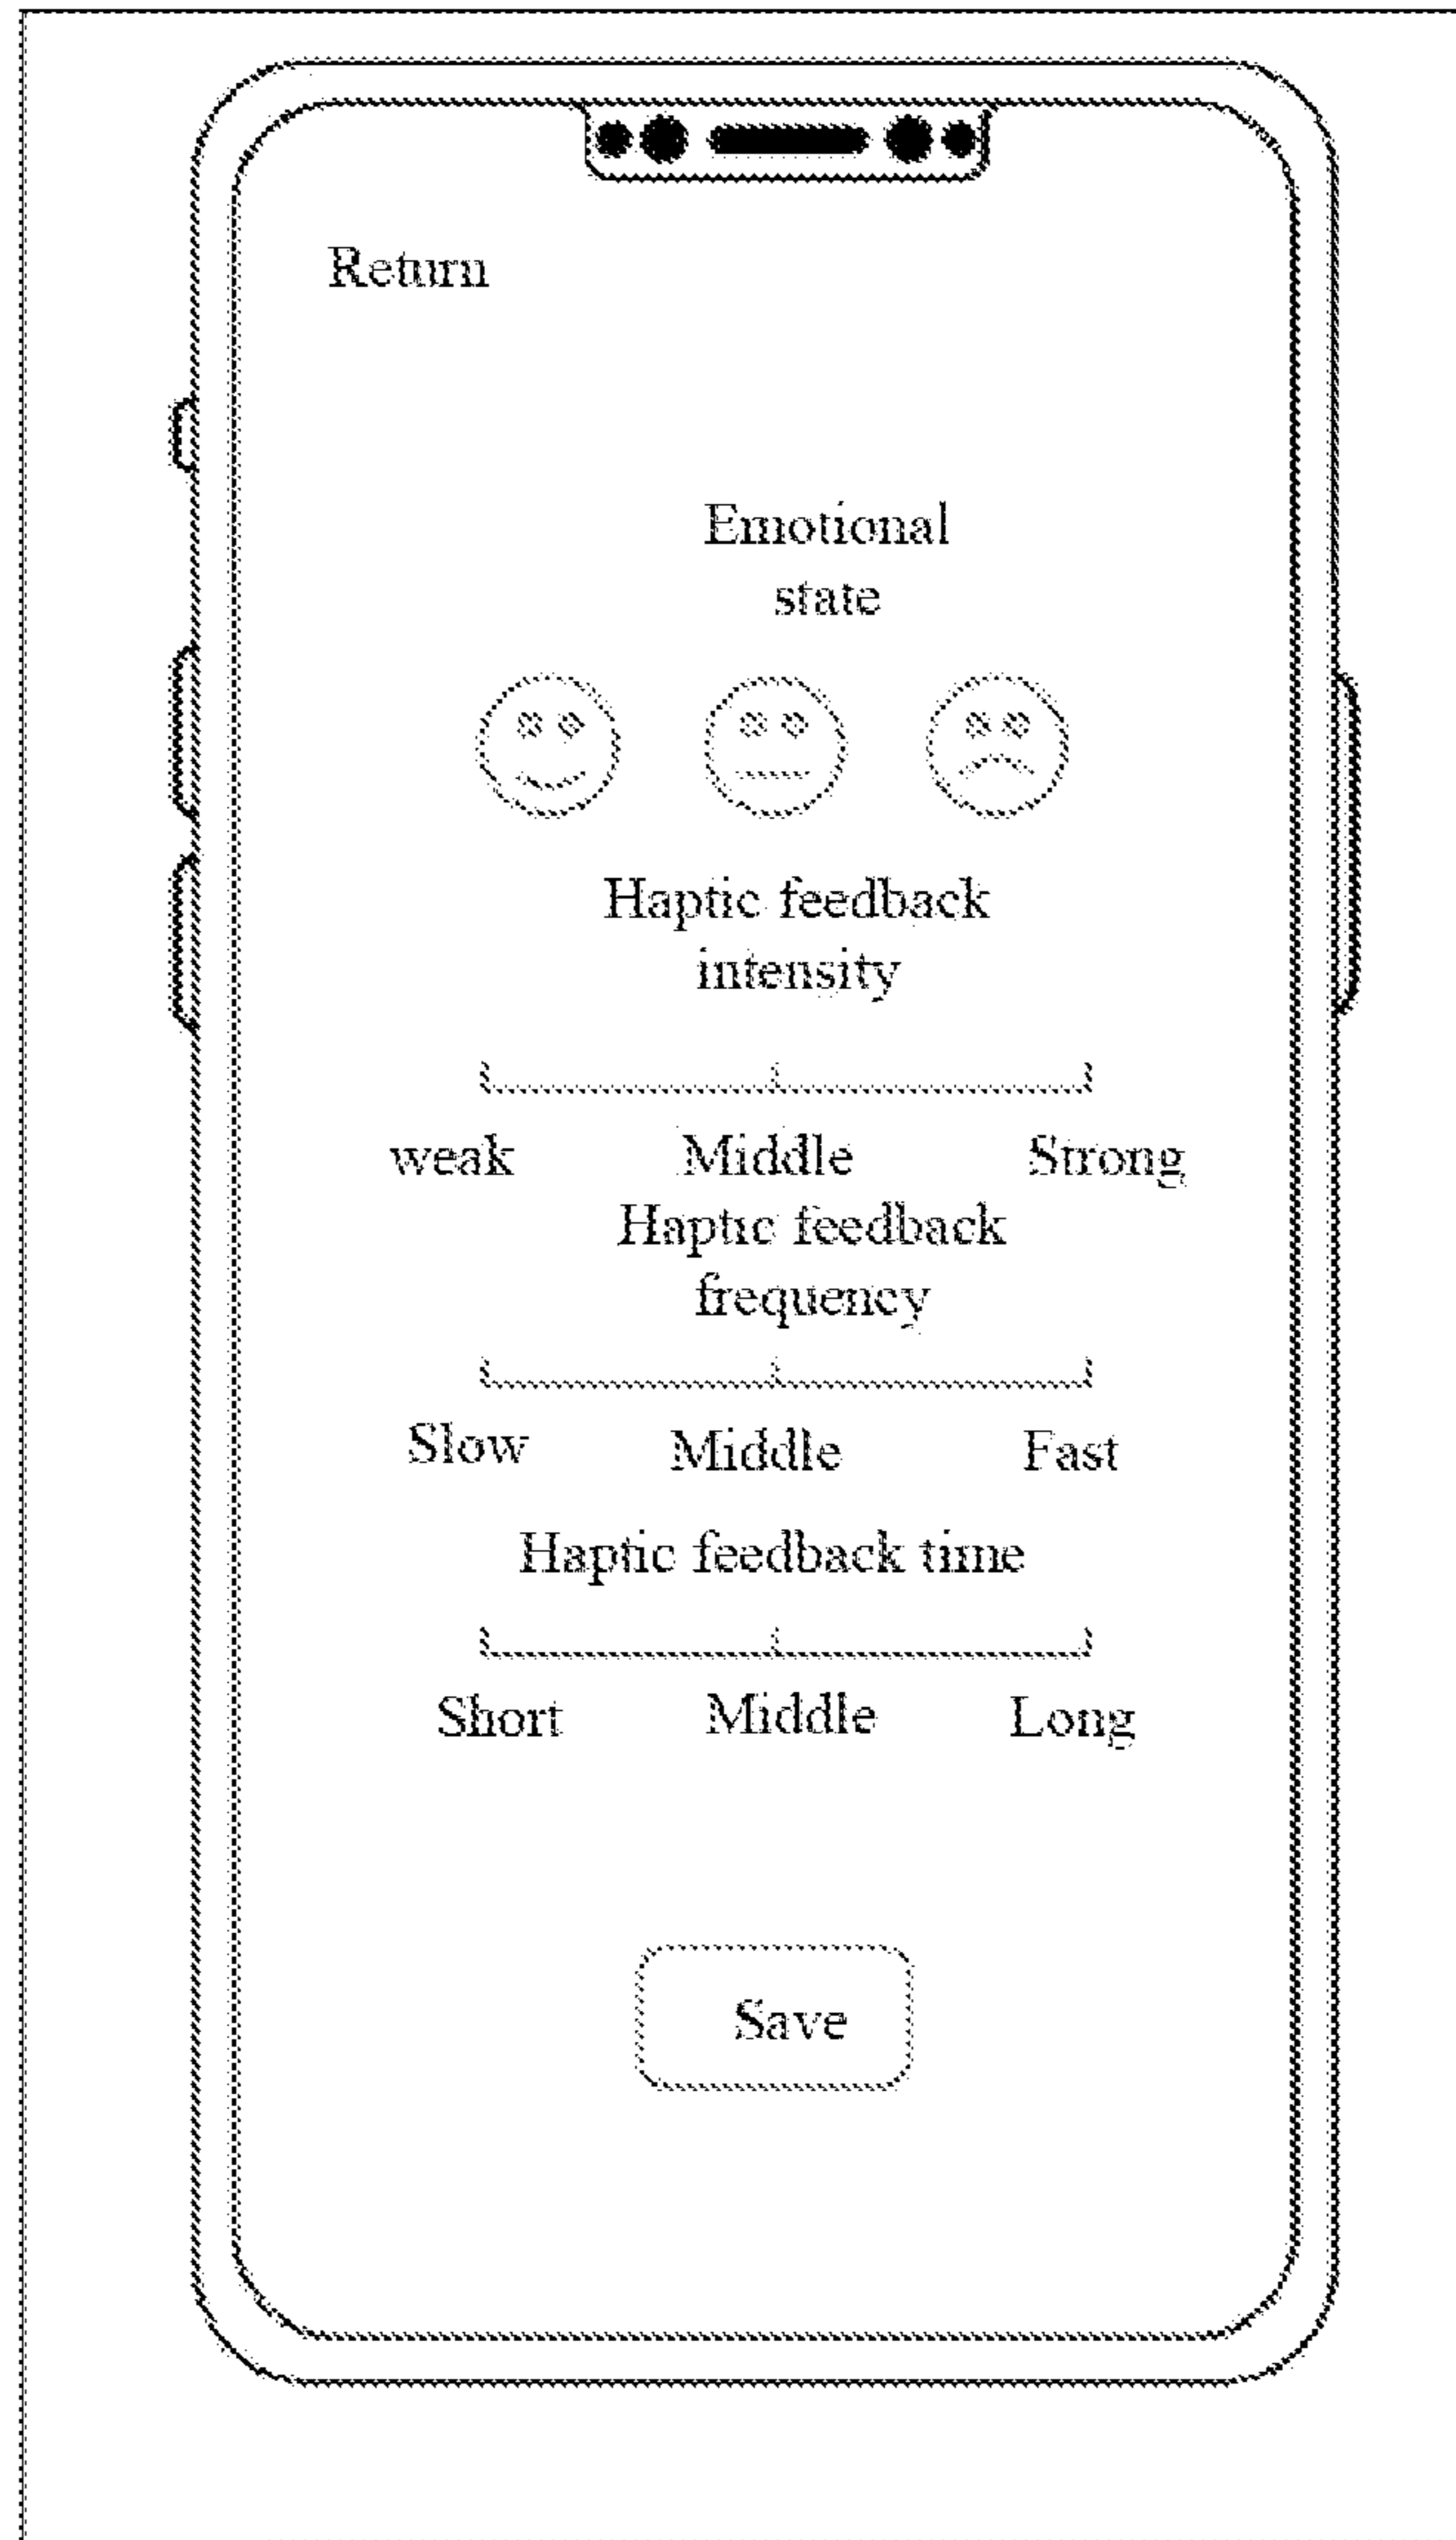 Return
Emotional
state
Haptic feedback
intensity
weak Middle Strong
Haptic feedback
frequency
Slow Middle Fast
Haptic feedback time
Short Middle Long
Save